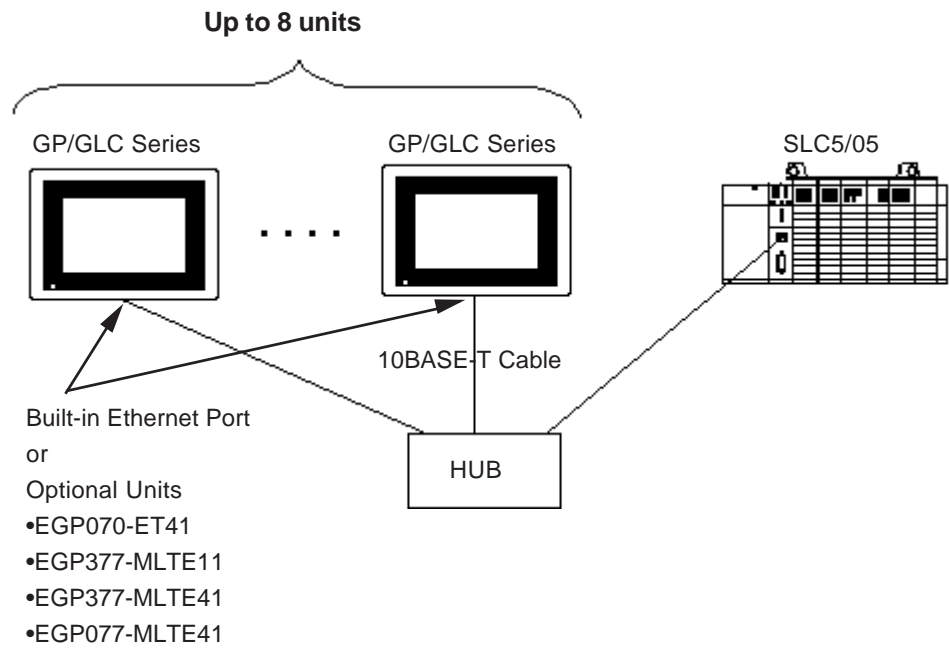 Up to 8 units
GP/GLC Series
GP/GLC Series
SLC5/05
10BASE-T Cable
Built-in Ethernet Port
or
Optional Units
•EGP070-ET41
•EGP377-MLTE11
•EGP377-MLTE41
•EGP077-MLTE41
HUB